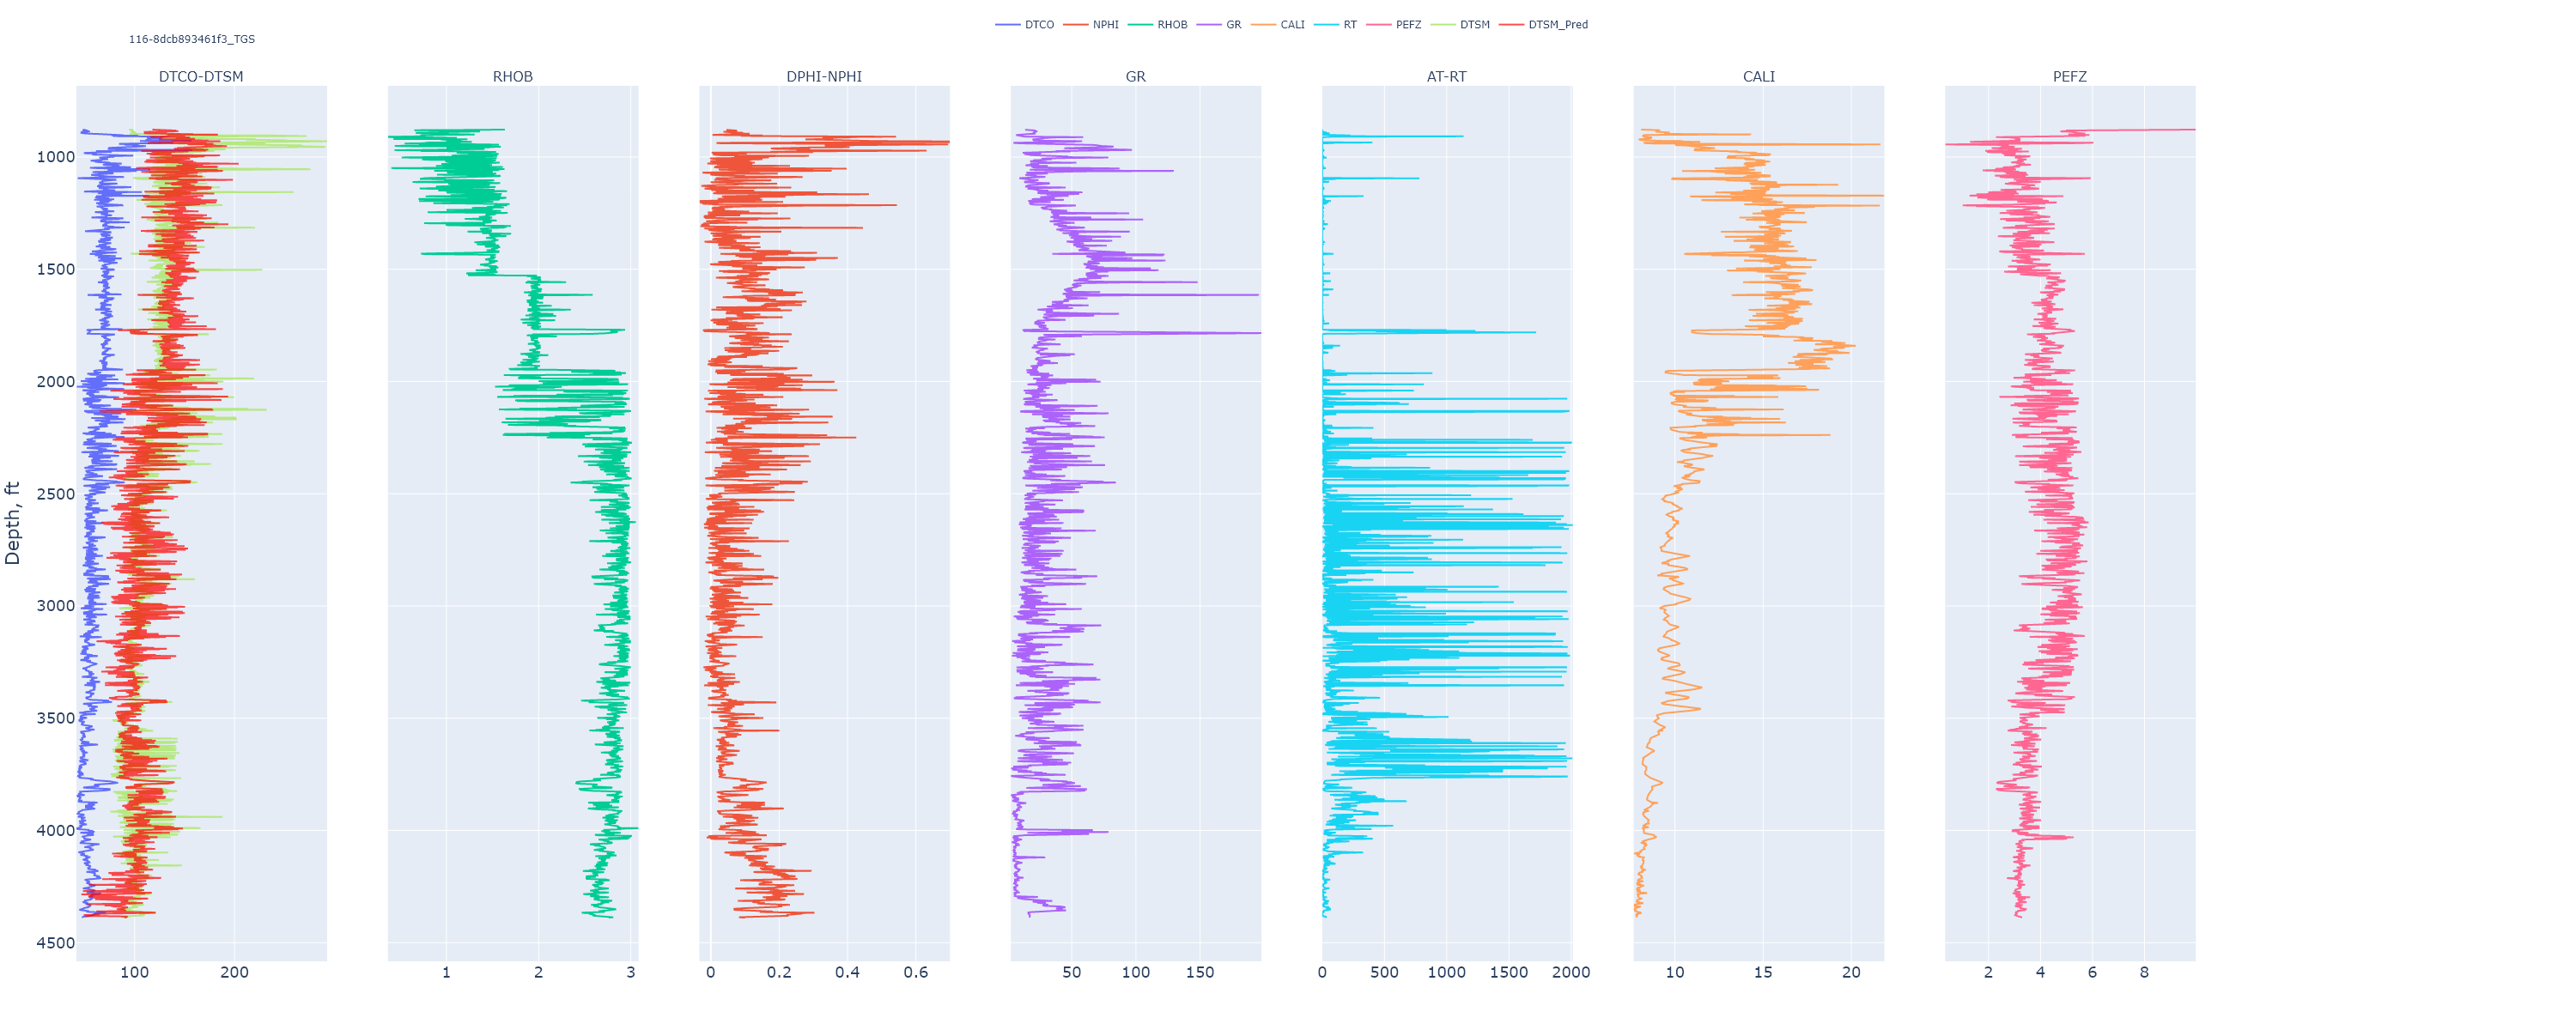 DTCO NPHI RHOB GR CALI RT PEFZ DTSM DTSM_Pred
116-8dcb893461f3_TGS
DTCO-DTSM RHOB DPHI-NPHI GR AT-RT CALI PEFZ
Depth, ft
1000
1500
2000
2500
3000
3500
4000
4500
100 200 1 2 3 0 0.2 0.4 0.6 50 100 150 0 500 1000 1500 2000 10 15 20 2 4 6 8